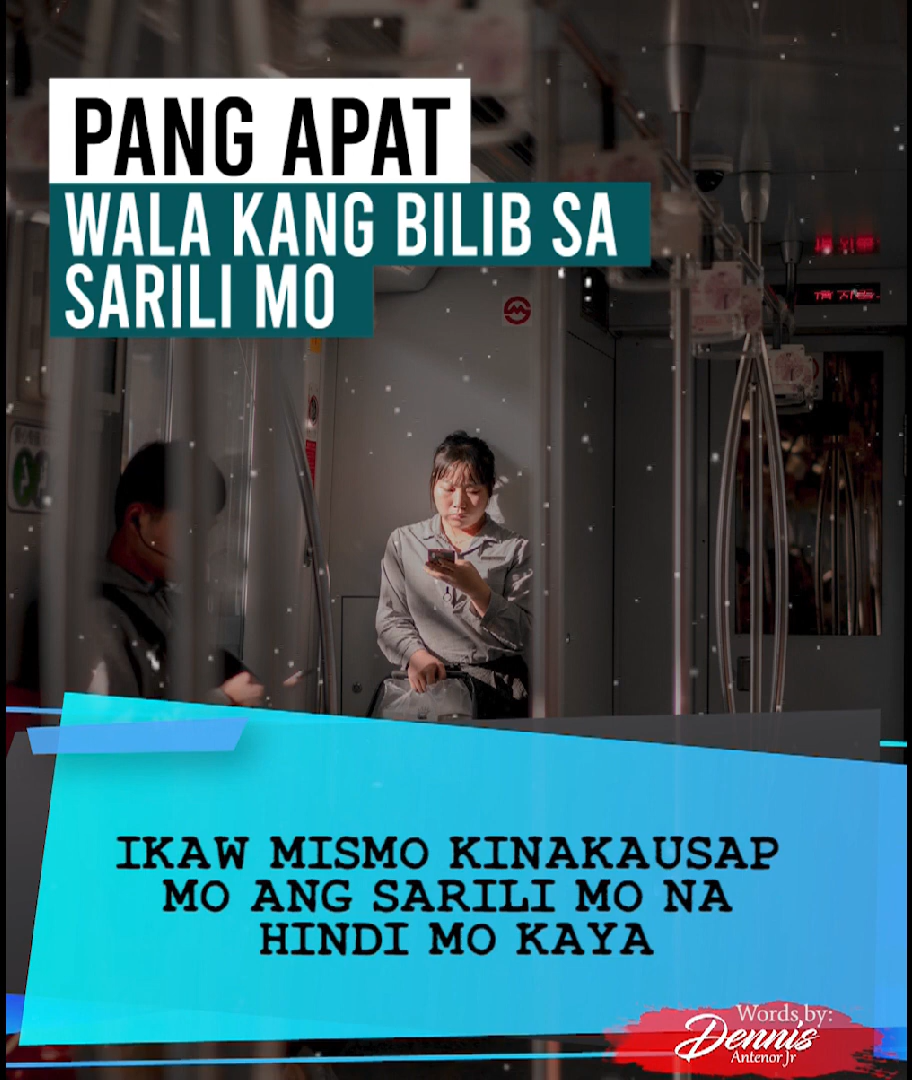 PANG APAT
WALA KANG BILIB SA
SARILI MO
IKAW MISMO KINAKAUSAP
MO ANG SARILI MO NA
HINDI MO KAYA
Words by:
Dennis
Antenor Jr